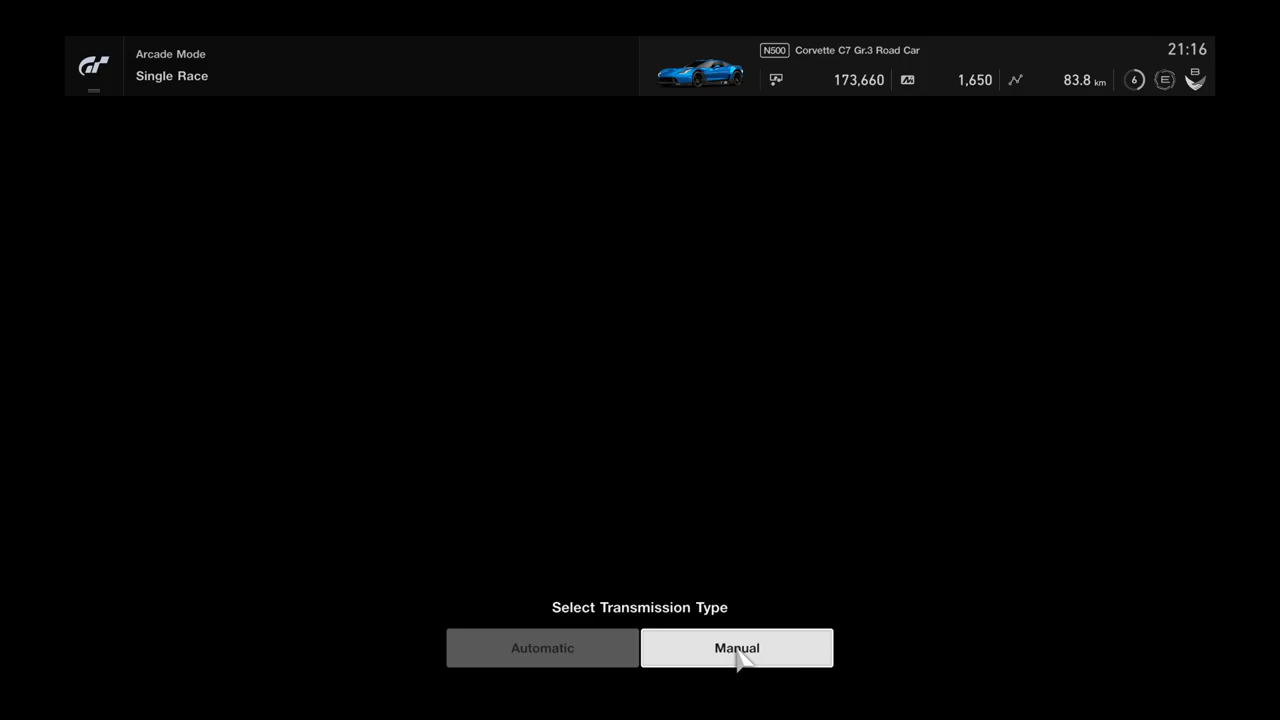 Arcade Mode
Single Race
N500 Corvette C7 Gr.3 Road Car
21:16
173,660 1,650 83.8 km 6 E B
Select Transmission Type
Automatic Manual